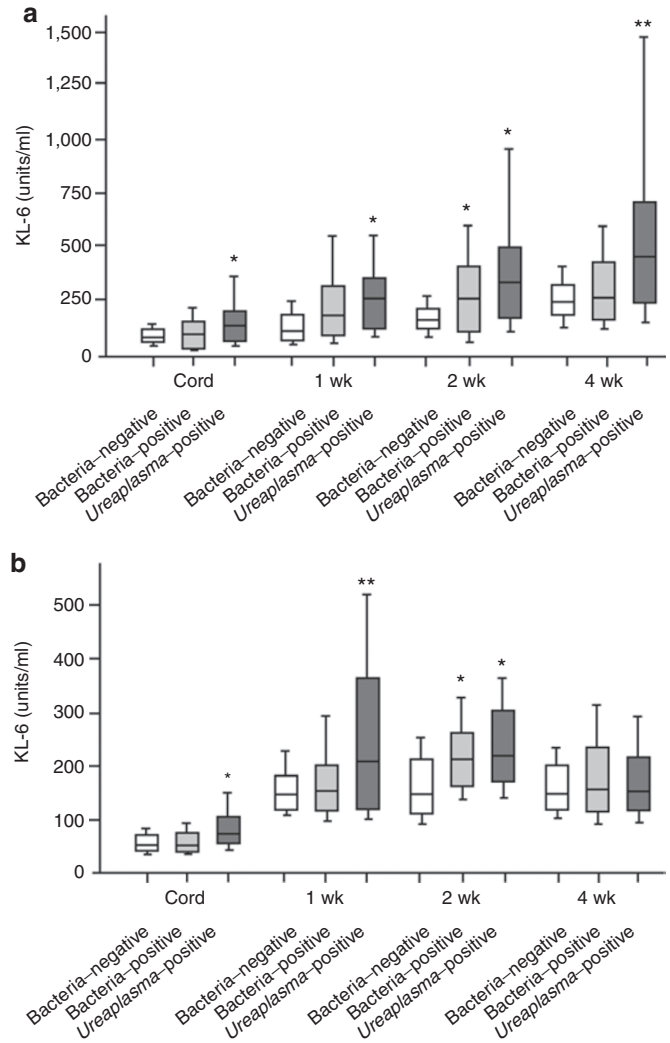 a
**
1,500
1,250
1,000
750
500
250
0
KL-6 (units/ml)
*
*
*
*
Cord
1 wk
2 wk
4 wk
Bacteria–negative
Bacteria–positive
Ureaplasma–positive
Bacteria–negative
Bacteria–positive
Ureaplasma–positive
Bacteria–negative
Bacteria–positive
Ureaplasma–positive
Bacteria–negative
Bacteria–positive
Ureaplasma–positive
b
500
400
300
200
100
0
KL-6 (units/ml)
*
**
*
*
Cord
1 wk
2 wk
4 wk
Bacteria–negative
Bacteria–positive
Ureaplasma–positive
Bacteria–negative
Bacteria–positive
Ureaplasma–positive
Bacteria–negative
Bacteria–positive
Ureaplasma–positive
Bacteria–negative
Bacteria–positive
Ureaplasma–positive